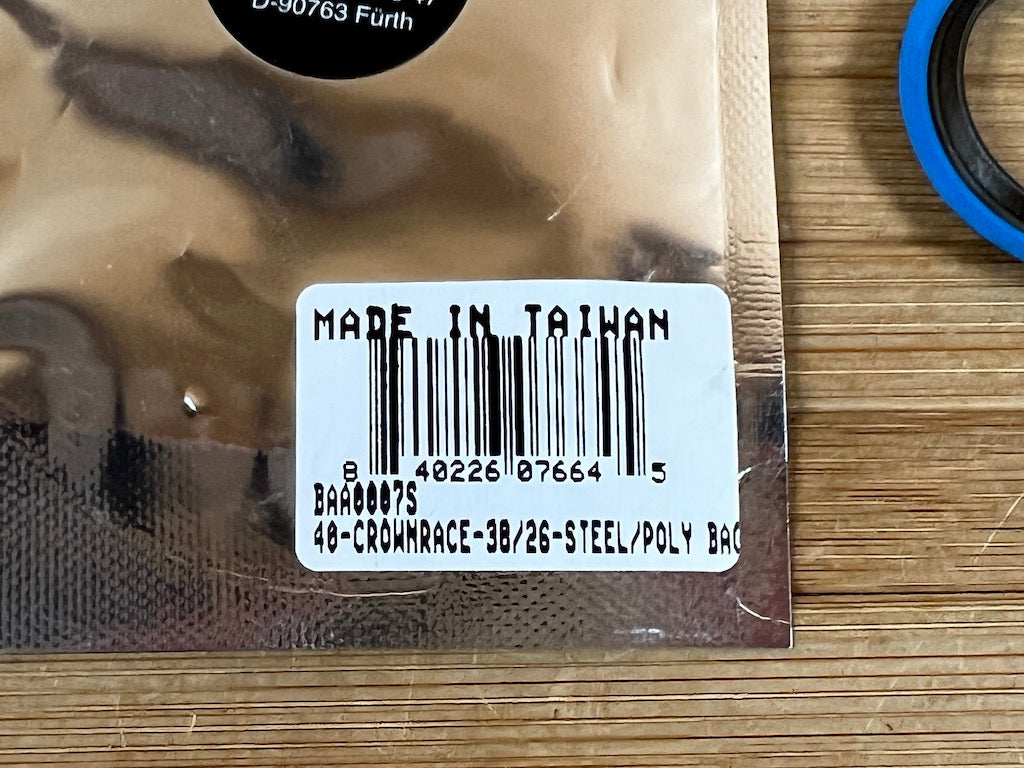 D-90763 Fürth
MADE IN TAIWAN
8 40226 07664 5
BAA0007S
40-CROWNRACE-38/26-STEEL/POLY BAG